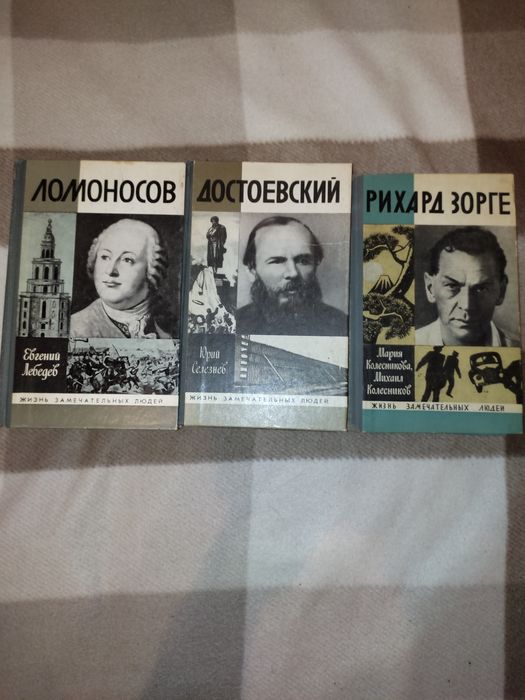 ЛОМОНОСОВ
Евгений
Лебедев
ЖИЗНЬ ЗАМЕЧАТЕЛЬНЫХ ЛЮДЕЙ
ДОСТОЕВСКИЙ
Юрий
Селезнев
ЖИЗНЬ ЗАМЕЧАТЕЛЬНЫХ ЛЮДЕЙ
РИХАРД ЗОРГЕ
Мария
Колесникова,
Михаил
Колесников
ЖИЗНЬ ЗАМЕЧАТЕЛЬНЫХ ЛЮДЕЙ